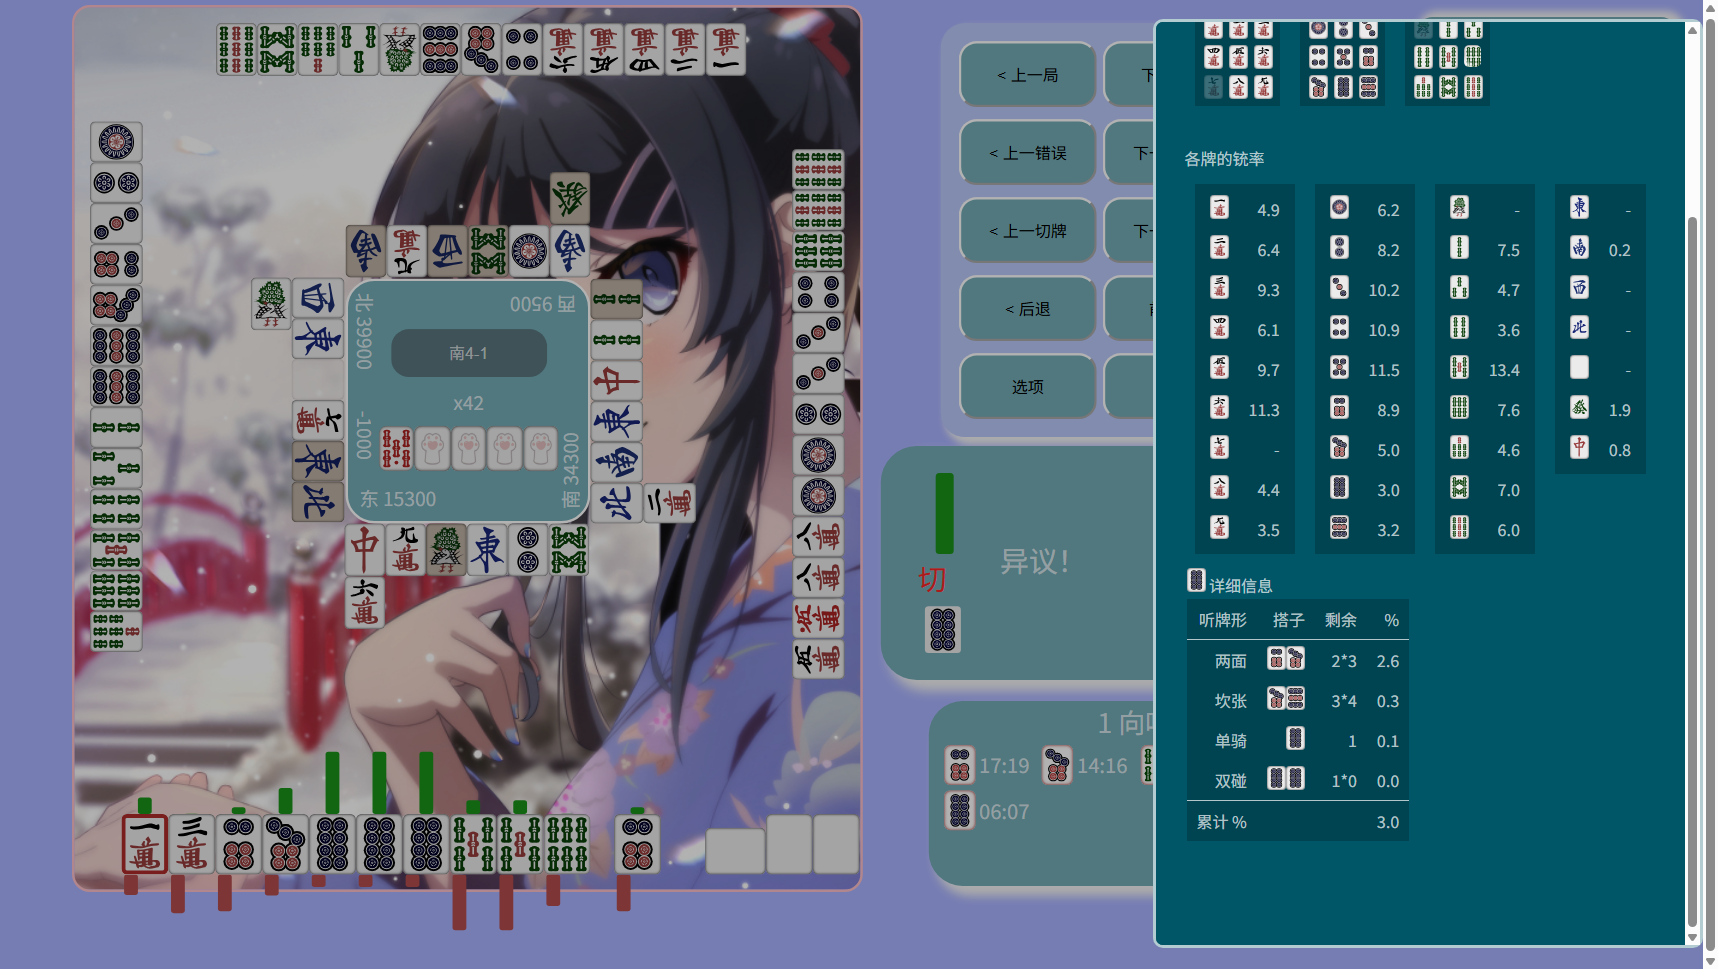 < 上一局
< 上一错误
< 上一切牌
< 后退
选项
北 39900
西 9500
南4-1
x42
-1000
东 15300
南 34300
切
异议!
1 向
17:19
14:16
06:07
各牌的铳率
4.9 6.2 - -
6.4 8.2 7.5 0.2
9.3 10.2 4.7 -
6.1 10.9 3.6 -
9.7 11.5 13.4 -
11.3 8.9 7.6 1.9
- 5.0 4.6 0.8
4.4 3.0 7.0
3.5 3.2 6.0
详细信息
听牌形 搭子 剩余 %
两面 2*3 2.6
坎张 3*4 0.3
单骑 1 0.1
双碰 1*0 0.0
累计 % 3.0